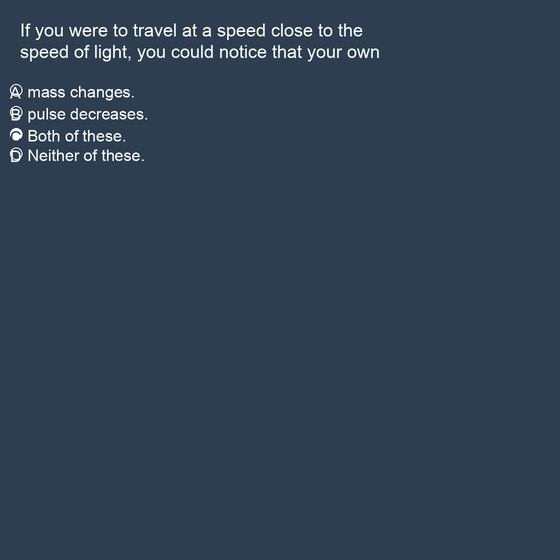 If you were to travel at a speed close to the
speed of light, you could notice that your own
A mass changes.
B pulse decreases.
C Both of these.
D Neither of these.